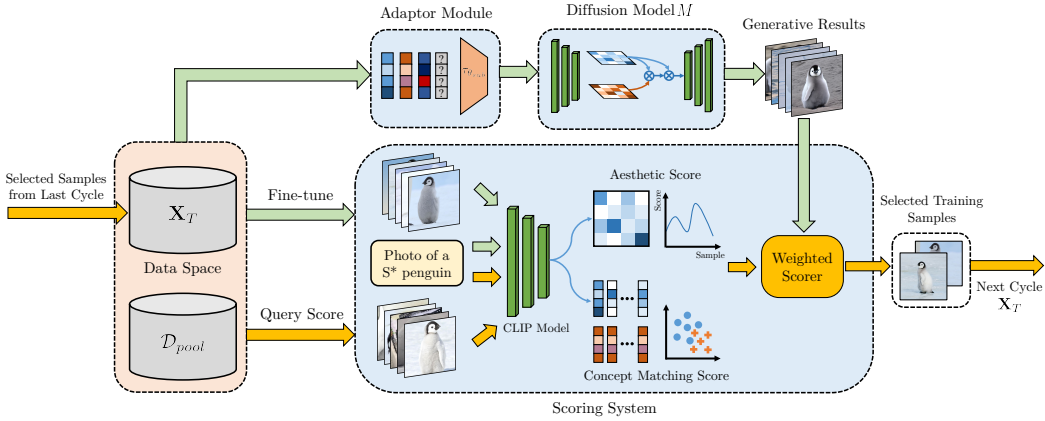 Adaptor Module
Diffusion Model M
Generative Results
?
?
?
?
Selected Samples
from Last Cycle
X_T
Data Space
D_pool
Fine-tune
Query Score
Photo of a
S* penguin
CLIP Model
Aesthetic Score
Score
Sample
Concept Matching Score
Weighted
Scorer
Selected Training
Samples
Next Cycle
X_T
Scoring System